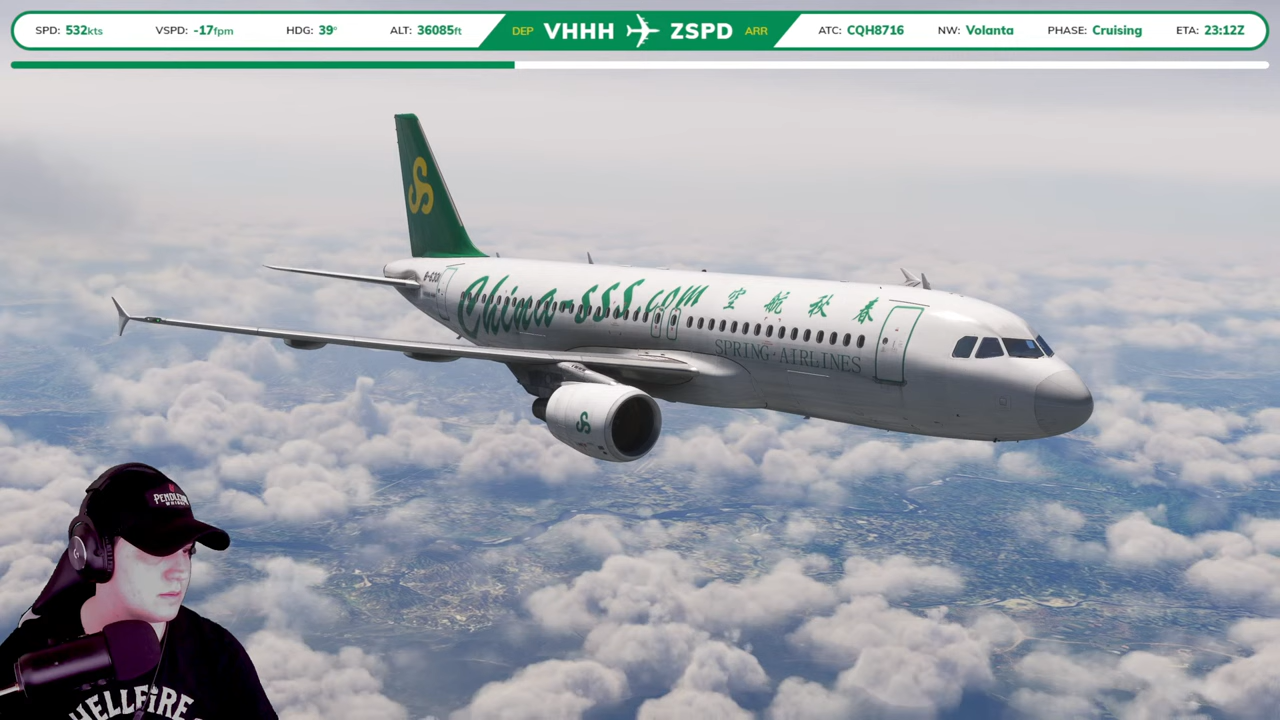 SPD: 532kts VSPD: -17fpm HDG: 39° ALT: 36085ft DEP VHHH ZSPD ARR ATC: CQH8716 NW: Volanta PHASE: Cruising ETA: 23:12Z
China-sss.com 空航秋春
SPRING AIRLINES
PENDLETON
HELLFIRE